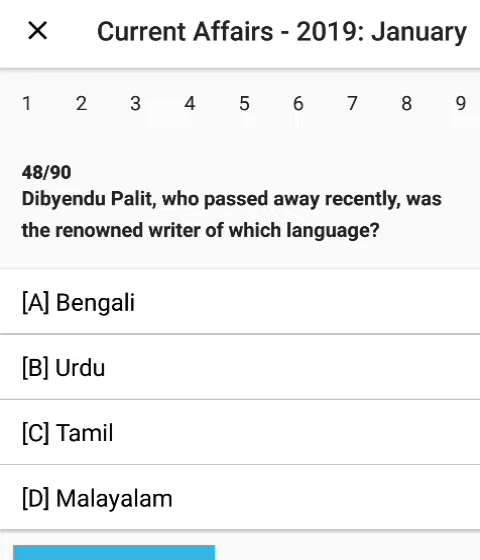 × Current Affairs - 2019: January
1 2 3 4 5 6 7 8 9
48/90
Dibyendu Palit, who passed away recently, was
the renowned writer of which language?
[A] Bengali
[B] Urdu
[C] Tamil
[D] Malayalam